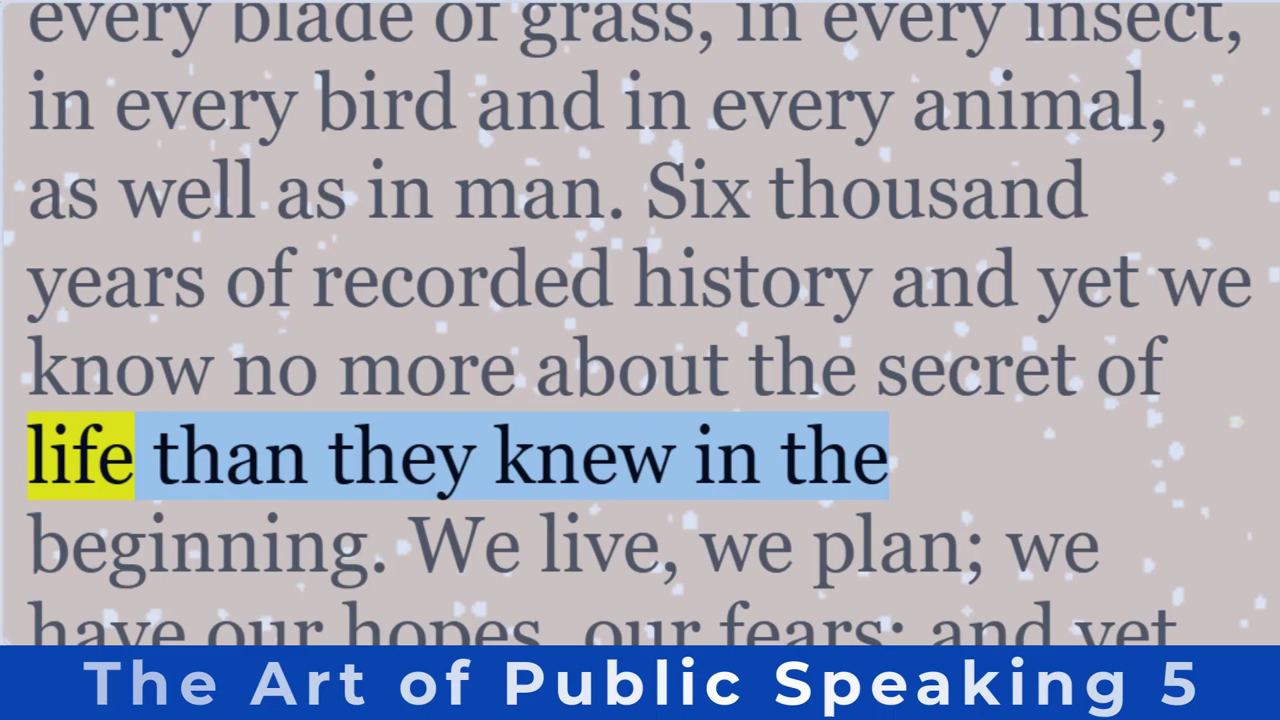 every blade of grass, in every insect,
in every bird and in every animal,
as well as in man. Six thousand
years of recorded history and yet we
know no more about the secret of
life than they knew in the
beginning. We live, we plan; we
have our hopes, our fears; and yet
The Art of Public Speaking 5